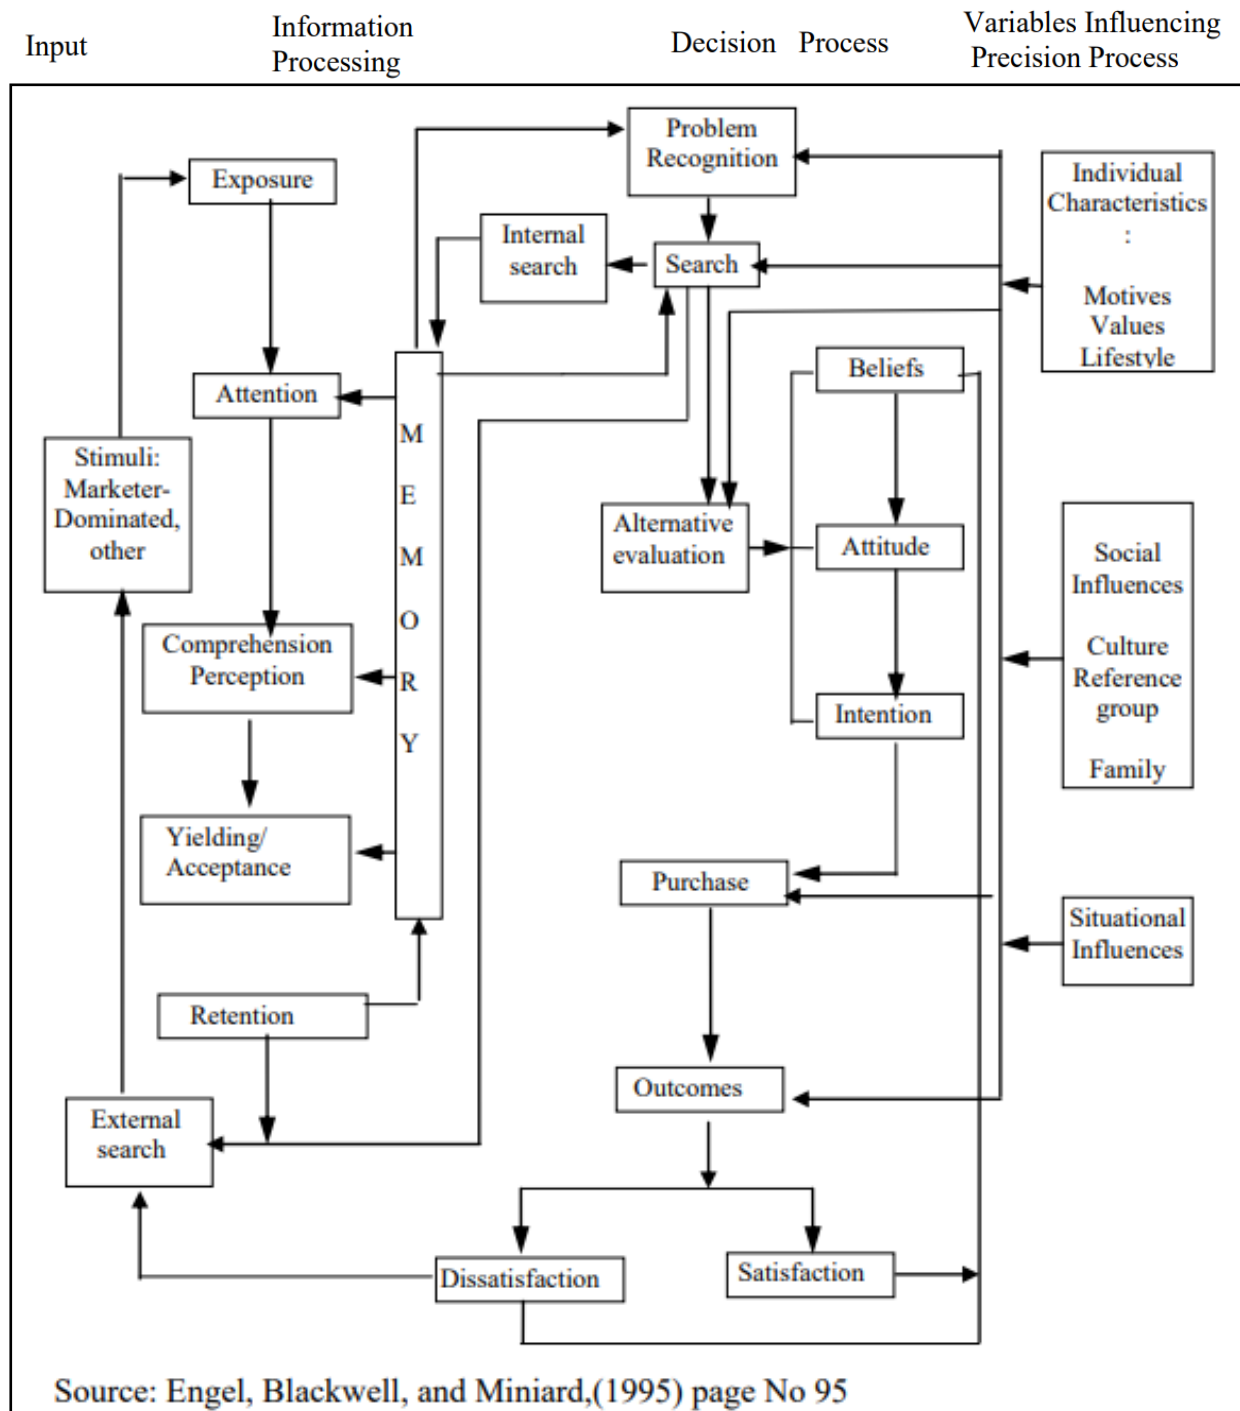 Input
Information
Processing
Decision Process
Variables Influencing
Precision Process
Problem
Recognition
Exposure
Individual
Characteristics
:
Motives
Values
Lifestyle
Internal
search
Search
Beliefs
Attention
M
E
M
O
R
Y
Stimuli:
Marketer-
Dominated,
other
Alternative
evaluation
Attitude
Social
Influences
Culture
Reference
group
Family
Comprehension
Perception
Intention
Yielding/
Acceptance
Purchase
Situational
Influences
Retention
Outcomes
External
search
Dissatisfaction
Satisfaction
Source: Engel, Blackwell, and Miniard,(1995) page No 95